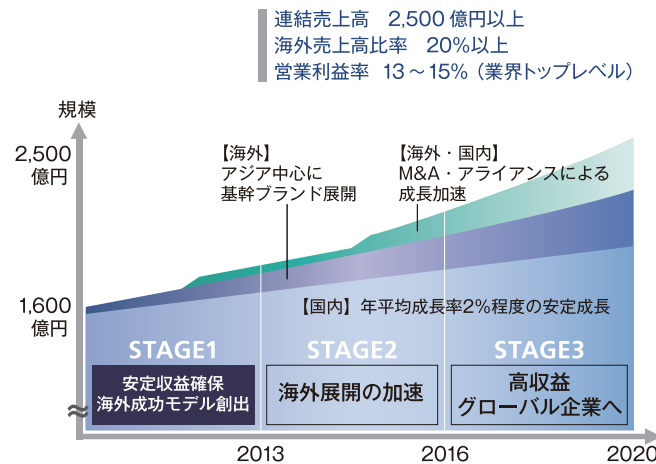 連結売上高 2,500億円以上
海外売上高比率 20%以上
営業利益率 13～15%（業界トップレベル）
規模
2,500
億円
【海外】
アジア中心に
基幹ブランド展開
【海外・国内】
M&A・アライアンスによる
成長加速
1,600
億円
【国内】年平均成長率2%程度の安定成長
STAGE1
STAGE2
STAGE3
安定収益確保
海外成功モデル創出
海外展開の加速
高収益
グローバル企業へ
2013
2016
2020